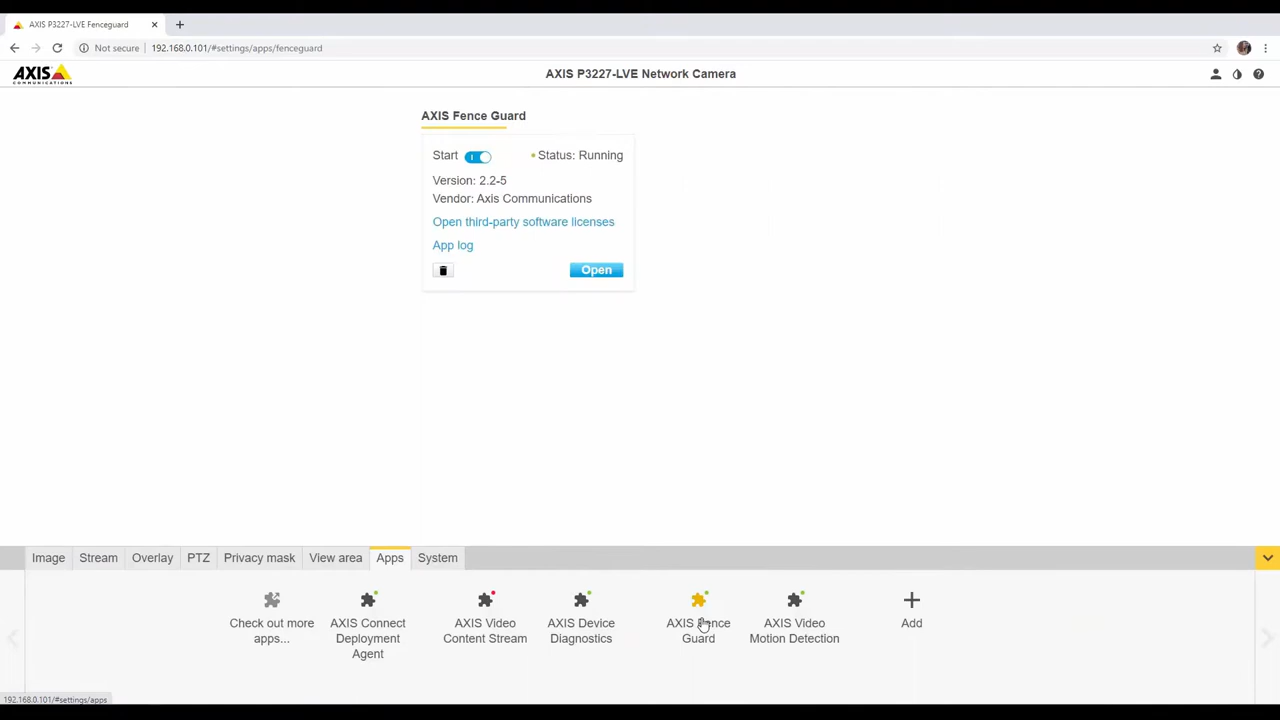 AXIS P3227-LVE Fenceguard
Not secure
192.168.0.101/#settings/apps/fenceguard
AXIS
COMMUNICATIONS
AXIS P3227-LVE Network Camera
AXIS Fence Guard
Start
Status: Running
Version: 2.2-5
Vendor: Axis Communications
Open third-party software licenses
App log
Open
Image
Stream
Overlay
PTZ
Privacy mask
View area
Apps
System
Check out more
apps...
AXIS Connect
Deployment
Agent
AXIS Video
Content Stream
AXIS Device
Diagnostics
AXIS Fence
Guard
AXIS Video
Motion Detection
Add
192.168.0.101/#settings/apps